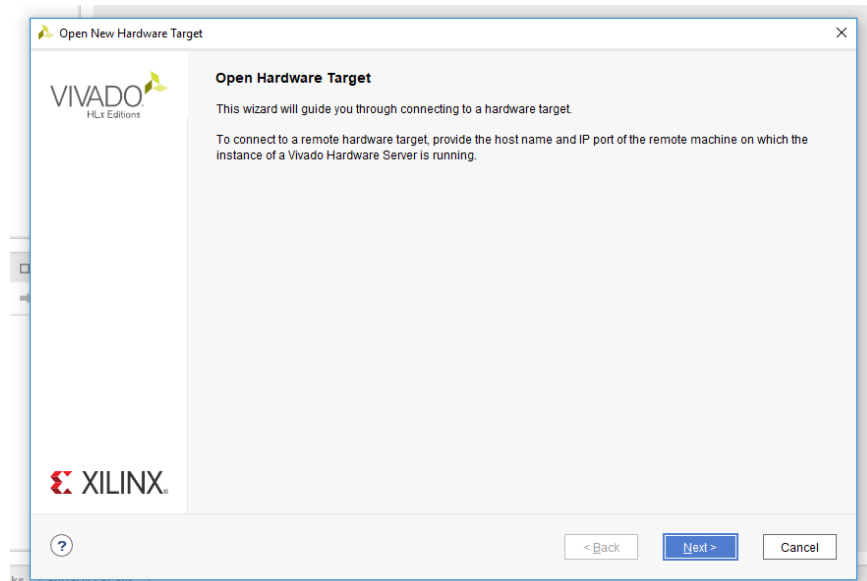 Open New Hardware Target
VIVADO
HLx Editions
Open Hardware Target
This wizard will guide you through connecting to a hardware target.
To connect to a remote hardware target, provide the host name and IP port of the remote machine on which the
instance of a Vivado Hardware Server is running.
XILINX
?
< Back
Next >
Cancel